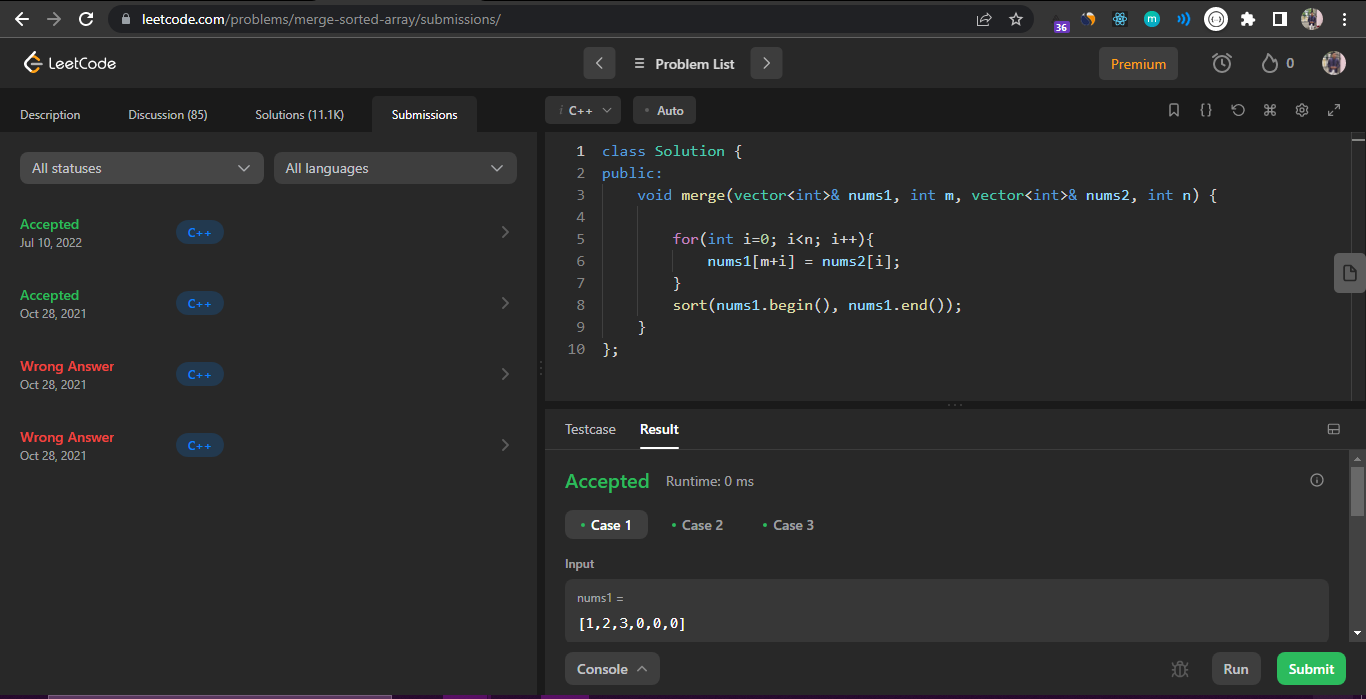 leetcode.com/problems/merge-sorted-array/submissions/
36
m
LeetCode
Problem List
Premium
0
Description
Discussion (85)
Solutions (11.1K)
Submissions
i C++
• Auto
All statuses
All languages
Accepted
Jul 10, 2022
C++
Accepted
Oct 28, 2021
C++
Wrong Answer
Oct 28, 2021
C++
Wrong Answer
Oct 28, 2021
C++
1 class Solution {
2 public:
3     void merge(vector<int>& nums1, int m, vector<int>& nums2, int n) {
4
5         for(int i=0; i<n; i++){
6             nums1[m+i] = nums2[i];
7         }
8         sort(nums1.begin(), nums1.end());
9     }
10 };
Testcase
Result
Accepted
Runtime: 0 ms
• Case 1
• Case 2
• Case 3
Input
nums1 =
[1,2,3,0,0,0]
Console
Run
Submit